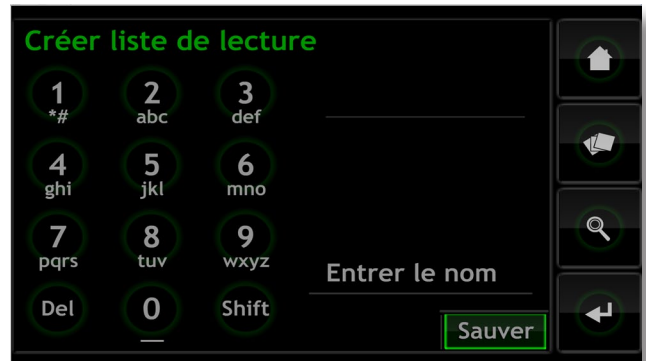 Créer liste de lecture
1 2 3
*# abc def
4 5 6
ghi jkl mno
7 8 9
pqrs tuv wxyz
Entrer le nom
Del 0 Shift
_
Sauver